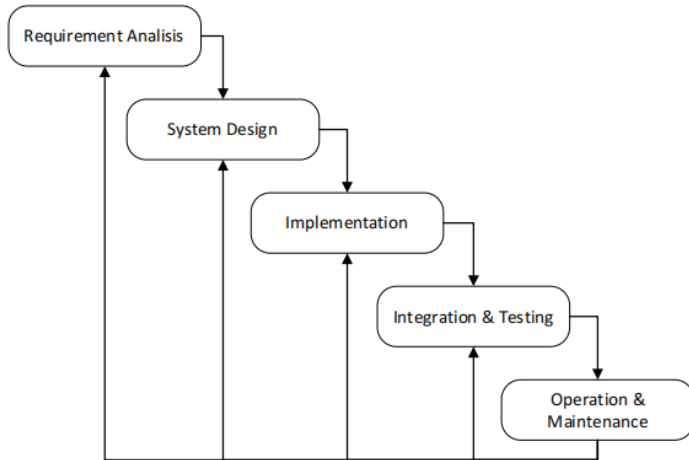 Requirement Analisis
System Design
Implementation
Integration & Testing
Operation &
Maintenance